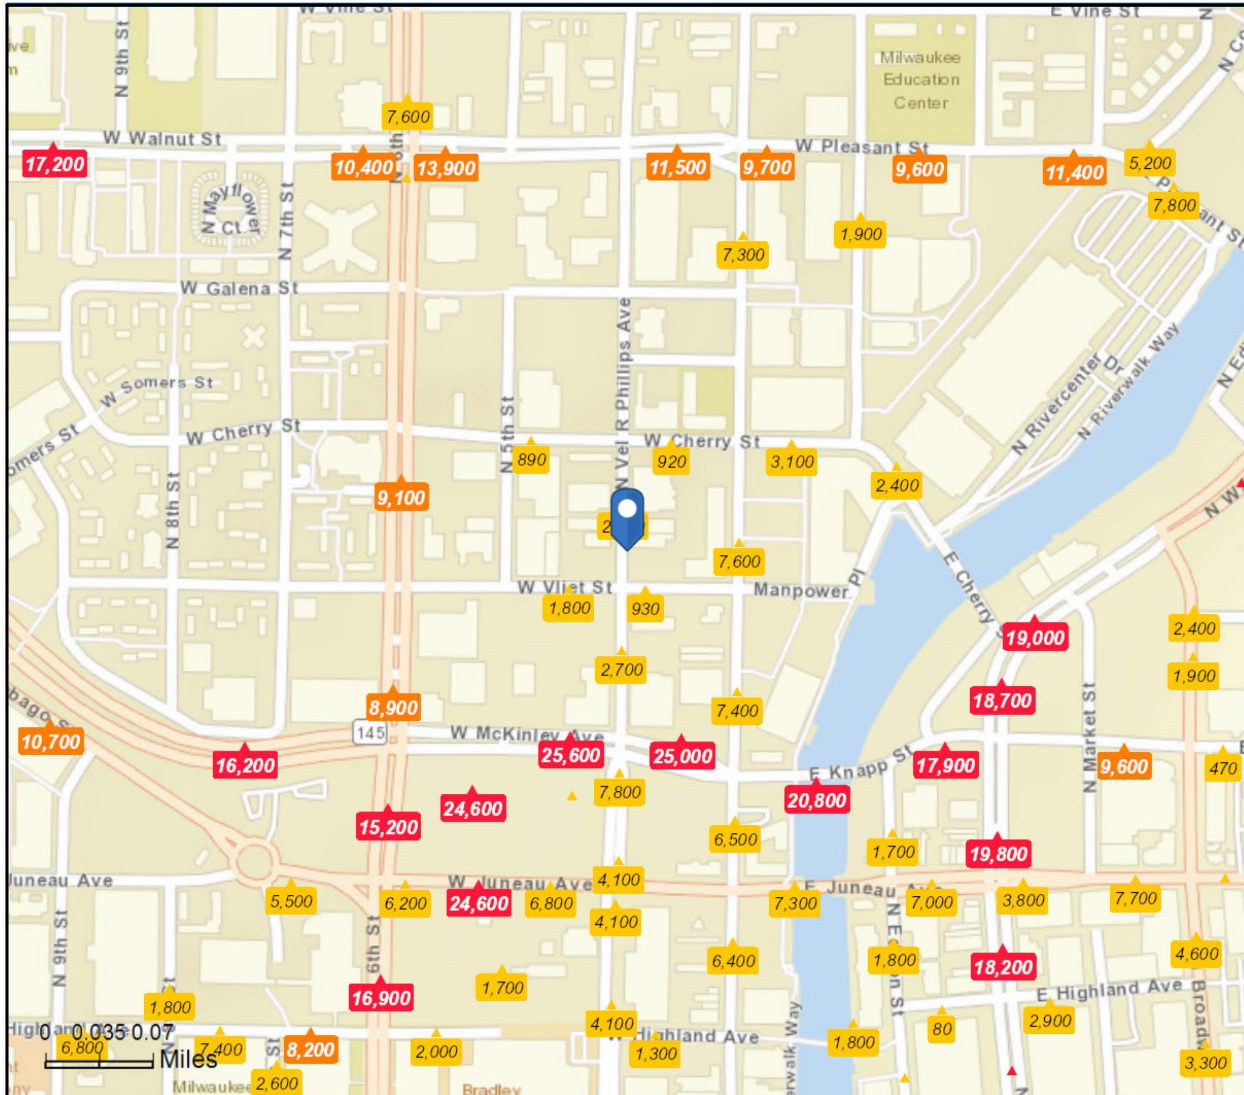 W Vine St
E Vine St
N 9th St
Milwaukee
Education
Center
7,600
W Walnut St
W Pleasant St
17,200
10,400
13,900
11,500
9,700
9,600
11,400
5,200
7,800
N Mayflower
Ct
N 7th St
1,900
7,300
W Galena St
N Vel R Phillips Ave
N Rivercenter Dr
N Riverwalk Way
W Somers St
W Cherry St
W Cherry St
N 5th St
890
920
3,100
2,400
N 8th St
9,100
7,600
E Cherry
W Vliet St
Manpower Pl
1,800
930
19,000
2,400
1,900
2,700
18,700
7,400
8,900
145
N Market St
10,700
W McKinley Ave
16,200
25,600
25,000
E Knapp St
17,900
9,600
470
7,800
20,800
24,600
15,200
6,500
1,700
19,800
4,100
Juneau Ave
W Juneau Ave
E Juneau Ave
5,500
6,200
24,600
6,800
7,300
7,000
3,800
7,700
4,100
N 9th St
6th St
6,400
1,800
18,200
4,600
1,700
16,900
1,800
E Highland Ave
2,900
80
4,100
Highland
W Highland Ave
0 0.035 0.07
Miles
6,800
7,400
8,200
2,000
1,300
1,800
3,300
2,600
Milwaukee
Bradley